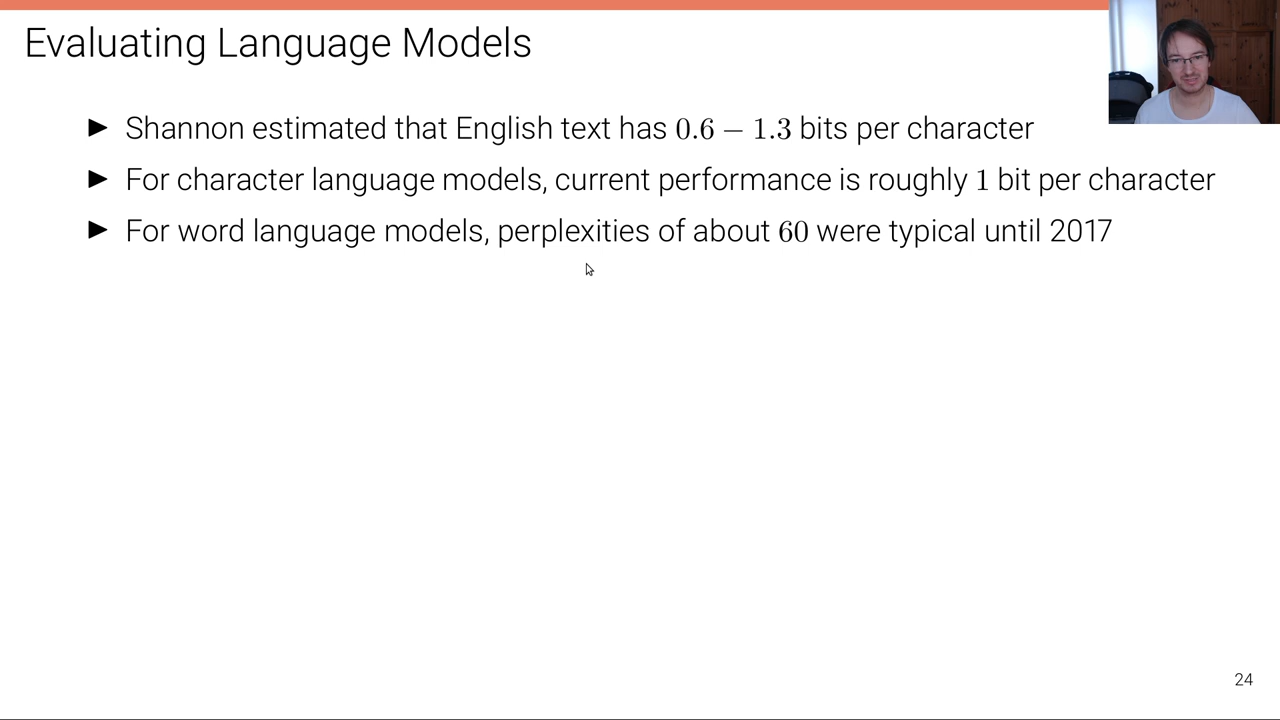 Evaluating Language Models
► Shannon estimated that English text has 0.6 – 1.3 bits per character
► For character language models, current performance is roughly 1 bit per character
► For word language models, perplexities of about 60 were typical until 2017
24